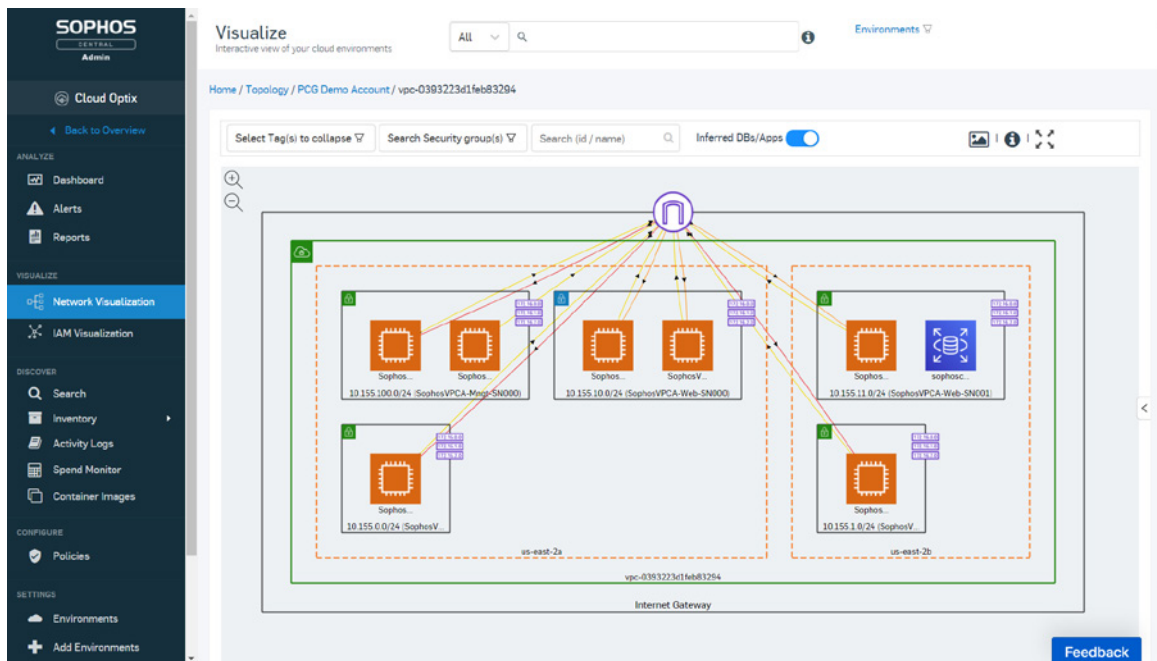 SOPHOS
CENTRAL
Admin
Cloud Optix
Back to Overview
ANALYZE
Dashboard
Alerts
Reports
VISUALIZE
Network Visualization
IAM Visualization
DISCOVER
Search
Inventory
Activity Logs
Spend Monitor
Container Images
CONFIGURE
Policies
SETTINGS
Environments
Add Environments
Visualize
Interactive view of your cloud environments
All
Environments
Home / Topology / PCG Demo Account / vpc-0393223d1feb83294
Select Tag(s) to collapse
Search Security group(s)
Search (id / name)
Inferred DBs/Apps
Sophos...
Sophos...
10.155.100.0/24 (SophosVPCA-Mngt-SN000)
Sophos...
SophosV...
10.155.10.0/24 (SophosVPCA-Web-SN000)
Sophos...
sophosc...
10.155.11.0/24 (SophosVPCA-Web-SN001)
Sophos...
10.155.0.0/24 (SophosV...
Sophos...
10.155.1.0/24 (SophosV...
us-east-2a
us-east-2b
vpc-0393223d1feb83294
Internet Gateway
Feedback